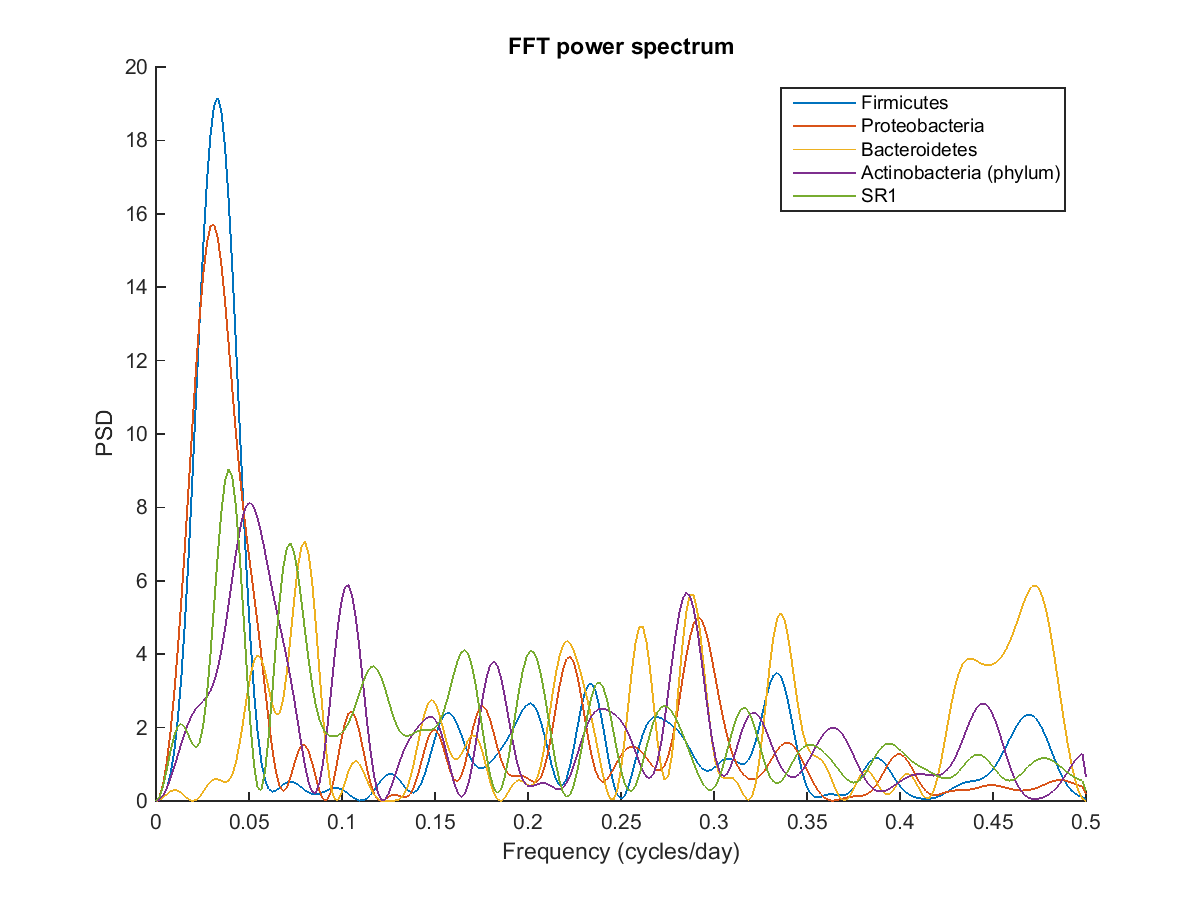 FFT power spectrum
20
18
16
14
12
10
8
6
4
2
0
PSD
Firmicutes
Proteobacteria
Bacteroidetes
Actinobacteria (phylum)
SR1
0 0.05 0.1 0.15 0.2 0.25 0.3 0.35 0.4 0.45 0.5
Frequency (cycles/day)